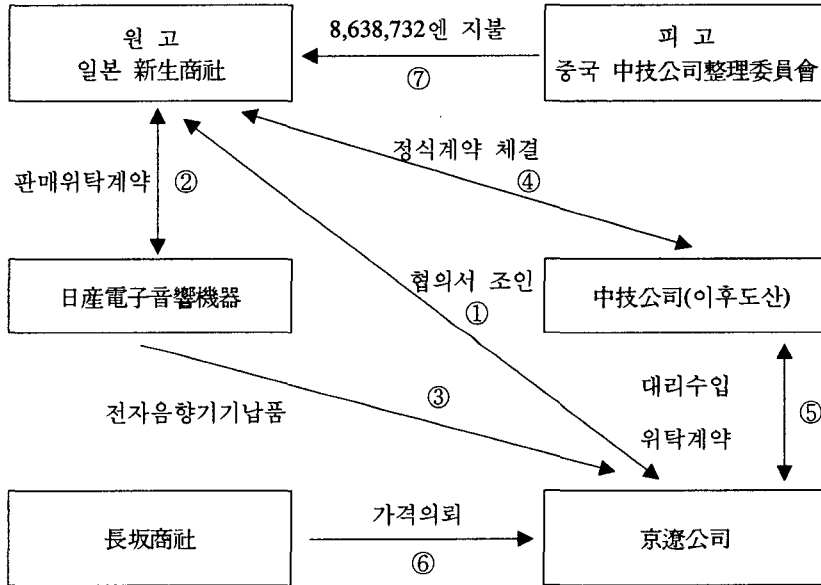 원 고
일본 新生商社
8,638,732엔 지불
⑦
피 고
중국 中技公司整理委員會
판매위탁계약 ②
정식계약 체결
④
日産電子音響機器
협의서 조인
①
中技公司(이후도산)
전자음향기기납품
③
대리수입
위탁계약
⑤
長坂商社
가격의뢰
⑥
京遼公司